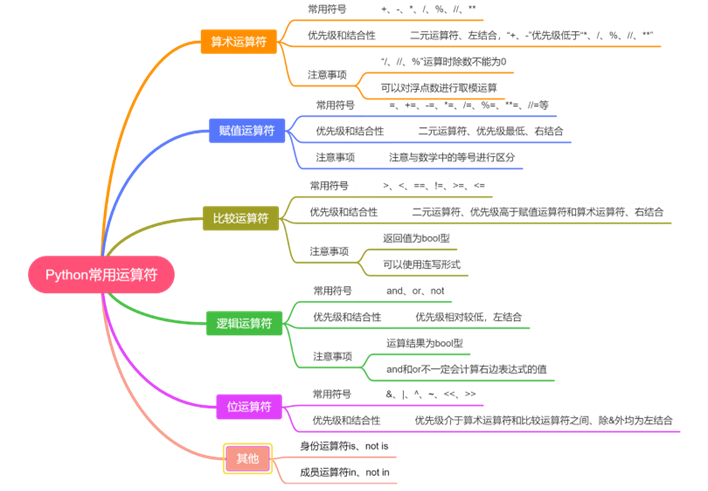 Python常用运算符
算术运算符
常用符号 +、-、*、/、%、//、**
优先级和结合性 二元运算符、左结合，“+、-”优先级低于“*、/、%、//、**”
注意事项
“/、//、%”运算时除数不能为0
可以对浮点数进行取模运算
赋值运算符
常用符号 =、+=、-=、*=、/=、%=、**=、//=等
优先级和结合性 二元运算符、优先级最低、右结合
注意事项 注意与数学中的等号进行区分
比较运算符
常用符号 >、<、==、!=、>=、<=
优先级和结合性 二元运算符、优先级高于赋值运算符和算术运算符、右结合
注意事项
返回值为bool型
可以使用连写形式
逻辑运算符
常用符号 and、or、not
优先级和结合性 优先级相对较低，左结合
注意事项
运算结果为bool型
and和or不一定会计算右边表达式的值
位运算符
常用符号 &、|、^、~、<<、>>
优先级和结合性 优先级介于算术运算符和比较运算符之间、除&外均为左结合
其他
身份运算符is、not is
成员运算符in、not in